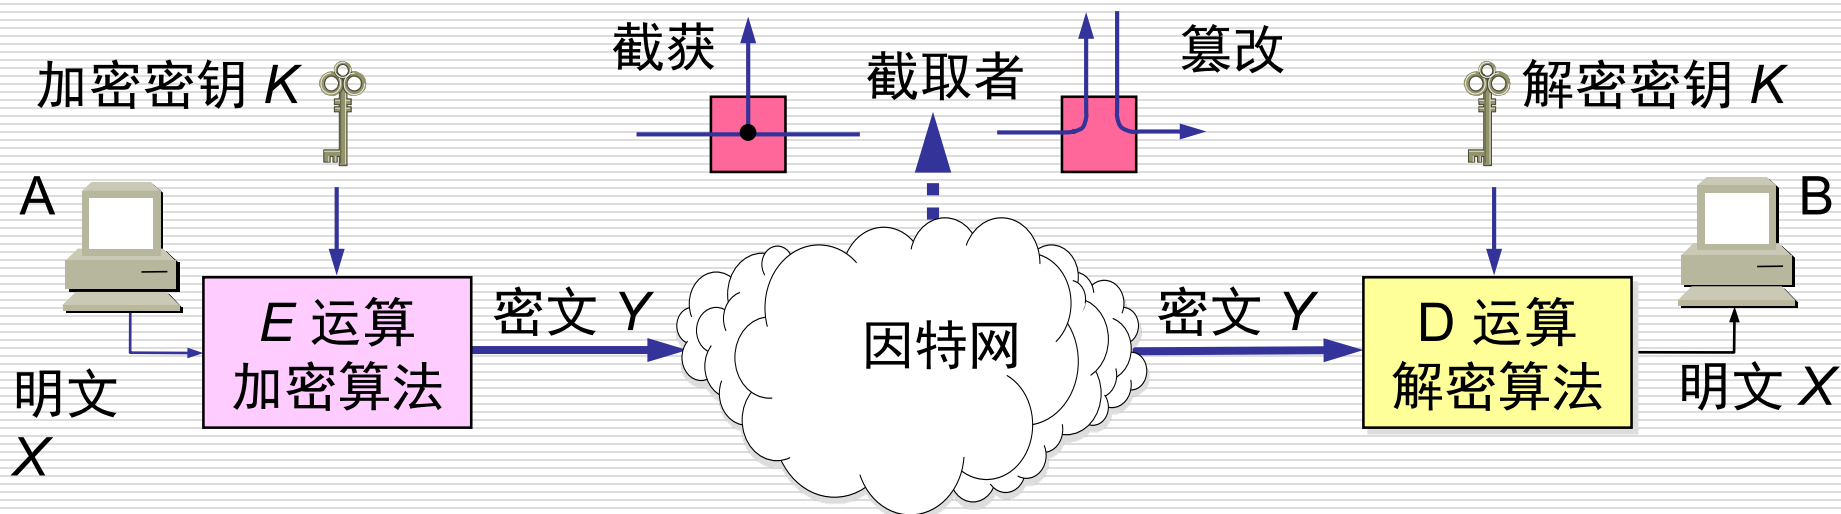 截获
篡改
截取者
加密密钥 K
解密密钥 K
A
B
E 运算
加密算法
密文 Y
因特网
密文 Y
D 运算
解密算法
明文
X
明文 X